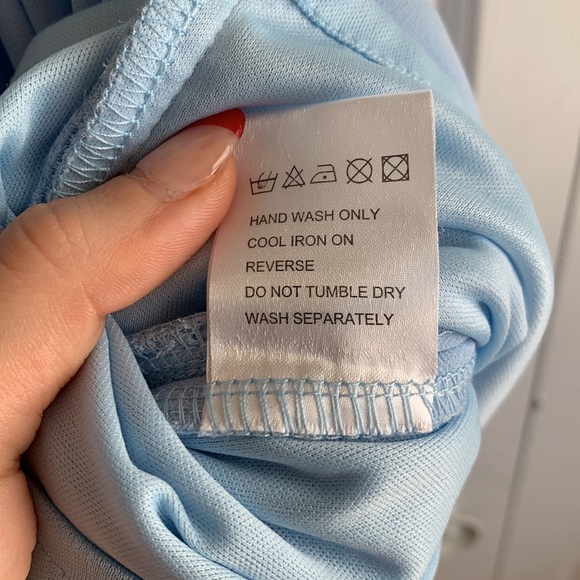 HAND WASH ONLY
COOL IRON ON
REVERSE
DO NOT TUMBLE DRY
WASH SEPARATELY